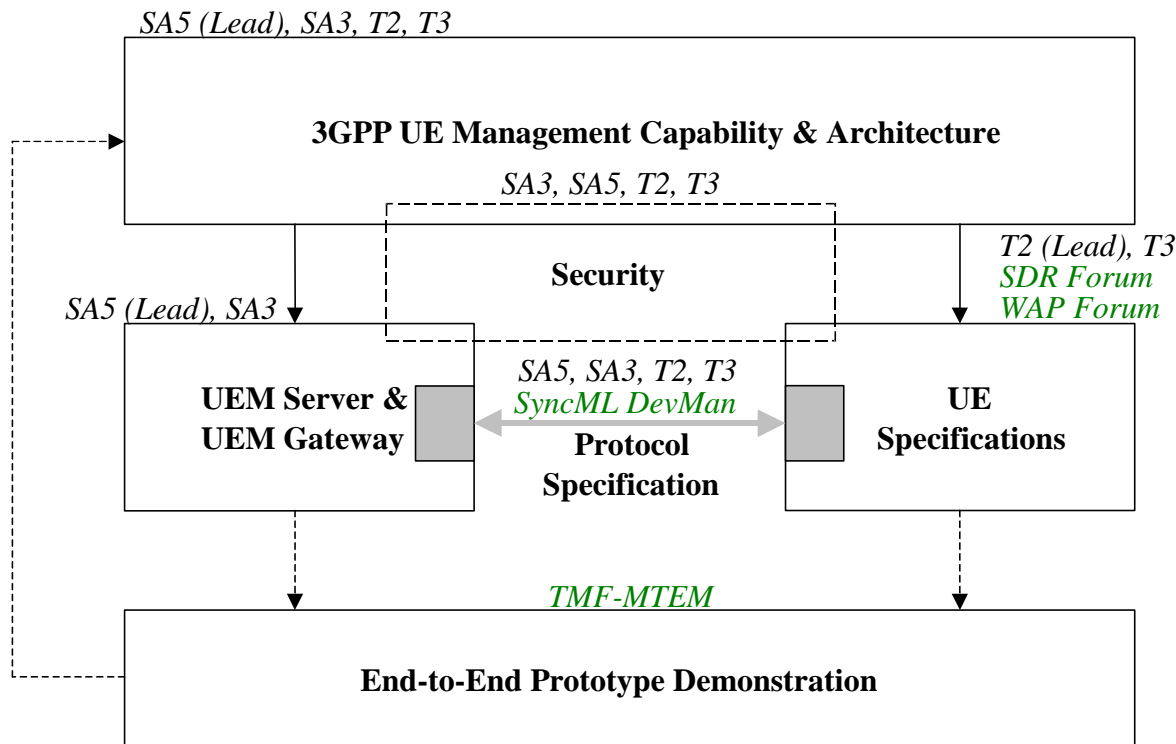 SA5 (Lead), SA3, T2, T3
3GPP UE Management Capability & Architecture
SA3, SA5, T2, T3
Security
T2 (Lead), T3
SDR Forum
WAP Forum
SA5 (Lead), SA3
UEM Server &
UEM Gateway
SA5, SA3, T2, T3
SyncML DevMan
Protocol
Specification
UE
Specifications
TMF-MTEM
End-to-End Prototype Demonstration